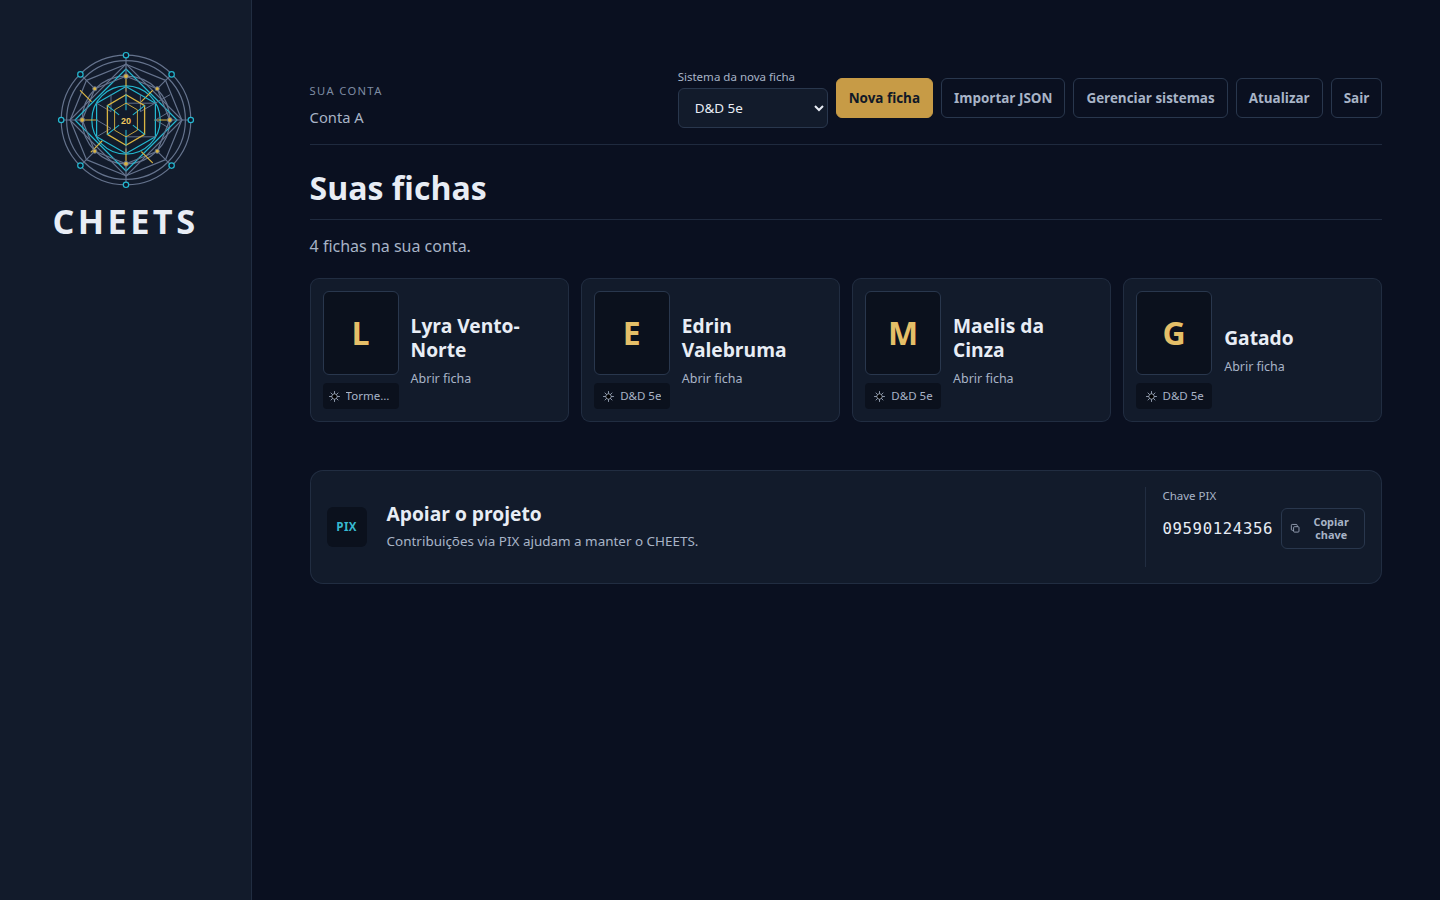 20
CHEETS
SUA CONTA
Conta A
Sistema da nova ficha
D&D 5e
Nova ficha
Importar JSON
Gerenciar sistemas
Atualizar
Sair
Suas fichas
4 fichas na sua conta.
L
Lyra Vento-
Norte
Abrir ficha
Torme...
E
Edrin
Valebruma
Abrir ficha
D&D 5e
M
Maelis da
Cinza
Abrir ficha
D&D 5e
G
Gatado
Abrir ficha
D&D 5e
PIX
Apoiar o projeto
Contribuições via PIX ajudam a manter o CHEETS.
Chave PIX
09590124356
Copiar
chave